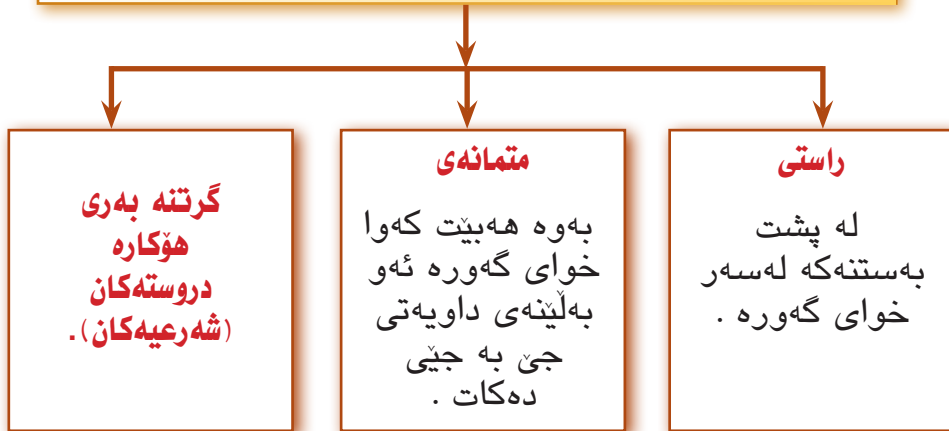 راستی
لە پشت
بەستنەکە لەسەر
خوای گەورە .
متمانەی
بەوە هەبێت کەوا
خوای گەورە ئەو
بەڵێنەی داویەتی
جێ بە جێی
دەکات .
گرتنە بەری
هۆکارە
دروستەکان
(شەرعیەکان).